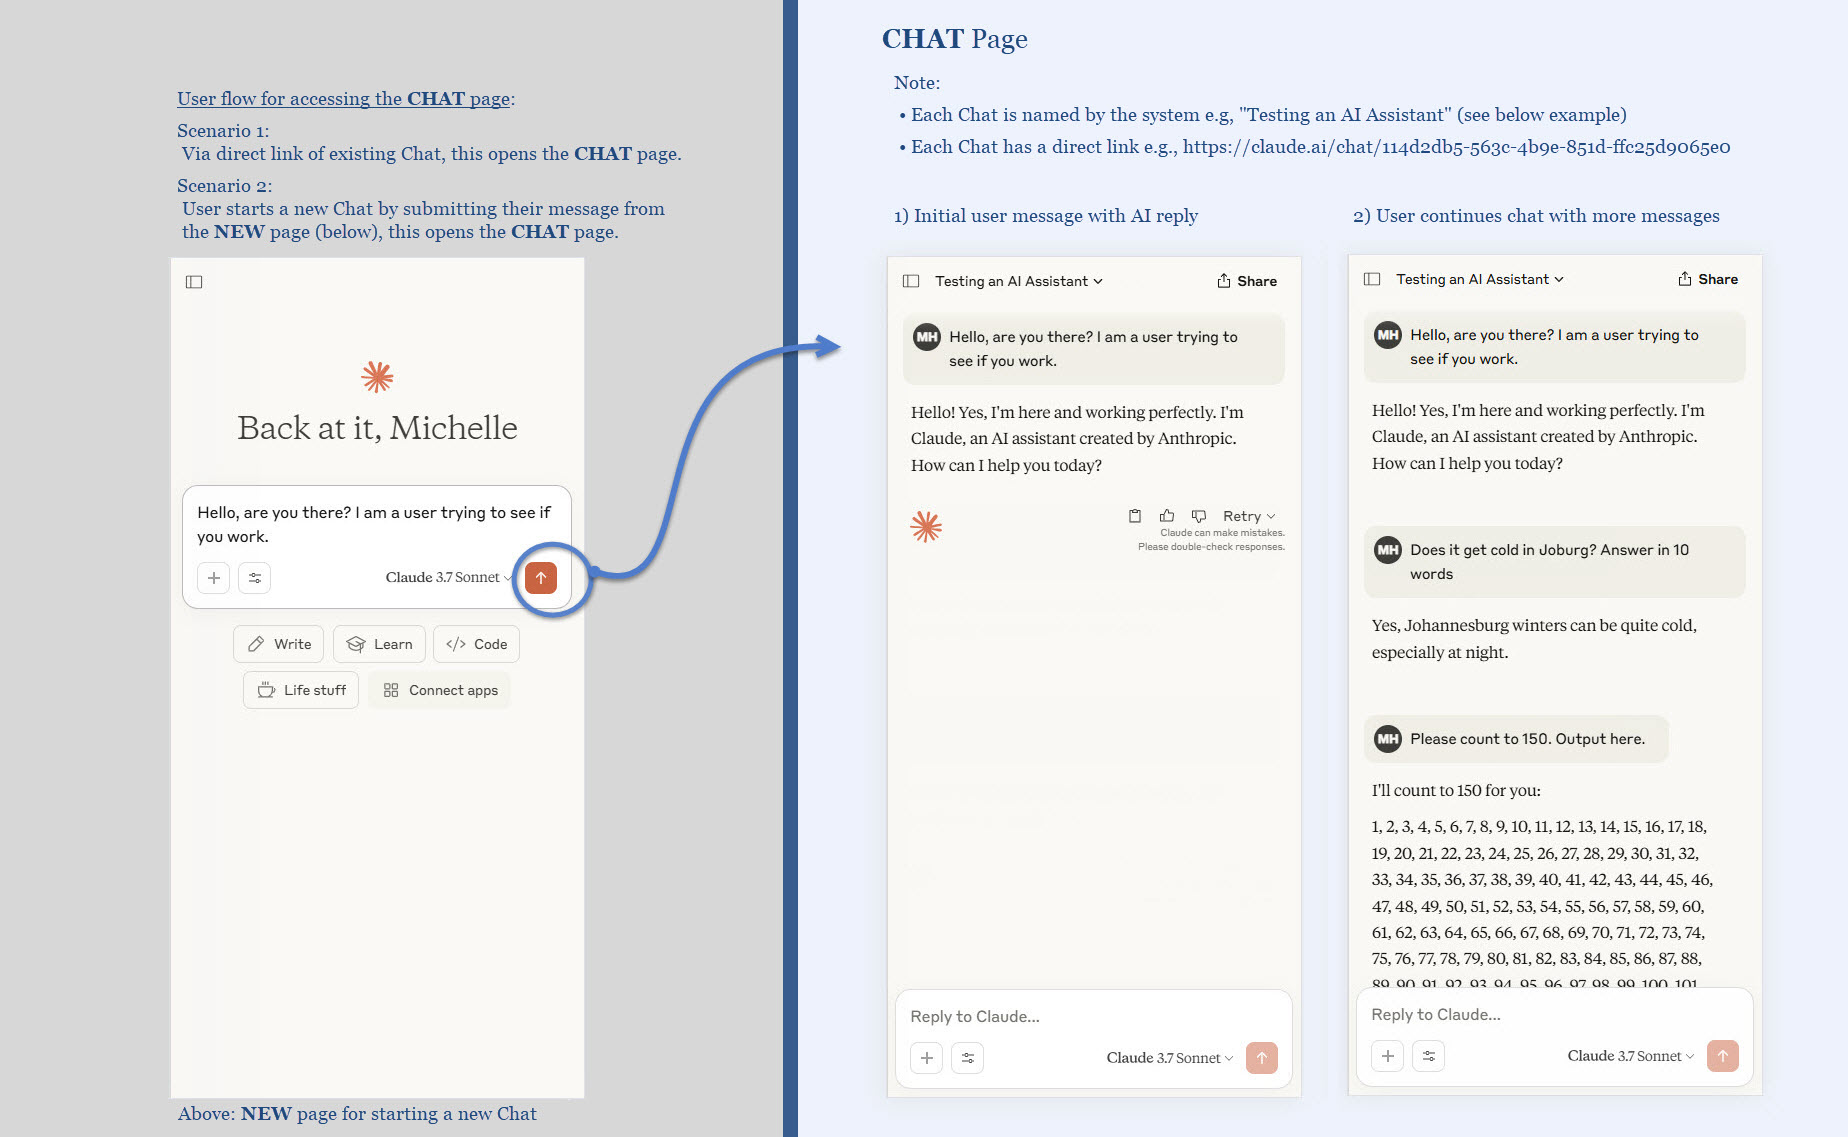 User flow for accessing the CHAT page:
Scenario 1:
Via direct link of existing Chat, this opens the CHAT page.
Scenario 2:
User starts a new Chat by submitting their message from
the NEW page (below), this opens the CHAT page.
Back at it, Michelle
Hello, are you there? I am a user trying to see if
you work.
Claude 3.7 Sonnet
Write
Learn
</> Code
Life stuff
Connect apps
Above: NEW page for starting a new Chat
CHAT Page
Note:
• Each Chat is named by the system e.g, "Testing an AI Assistant" (see below example)
• Each Chat has a direct link e.g., https://claude.ai/chat/114d2db5-563c-4b9e-851d-ffc25d9065e0
1) Initial user message with AI reply
Testing an AI Assistant
Share
MH
Hello, are you there? I am a user trying to
see if you work.
Hello! Yes, I'm here and working perfectly. I'm
Claude, an AI assistant created by Anthropic.
How can I help you today?
Retry
Claude can make mistakes.
Please double-check responses.
Reply to Claude...
Claude 3.7 Sonnet
2) User continues chat with more messages
Testing an AI Assistant
Share
MH
Hello, are you there? I am a user trying to
see if you work.
Hello! Yes, I'm here and working perfectly. I'm
Claude, an AI assistant created by Anthropic.
How can I help you today?
MH
Does it get cold in Joburg? Answer in 10
words
Yes, Johannesburg winters can be quite cold,
especially at night.
MH
Please count to 150. Output here.
I'll count to 150 for you:
1, 2, 3, 4, 5, 6, 7, 8, 9, 10, 11, 12, 13, 14, 15, 16, 17, 18,
19, 20, 21, 22, 23, 24, 25, 26, 27, 28, 29, 30, 31, 32,
33, 34, 35, 36, 37, 38, 39, 40, 41, 42, 43, 44, 45, 46,
47, 48, 49, 50, 51, 52, 53, 54, 55, 56, 57, 58, 59, 60,
61, 62, 63, 64, 65, 66, 67, 68, 69, 70, 71, 72, 73, 74,
75, 76, 77, 78, 79, 80, 81, 82, 83, 84, 85, 86, 87, 88,
89, 90, 91, 92, 93, 94, 95, 96, 97, 98, 99, 100, 101,
Reply to Claude...
Claude 3.7 Sonnet